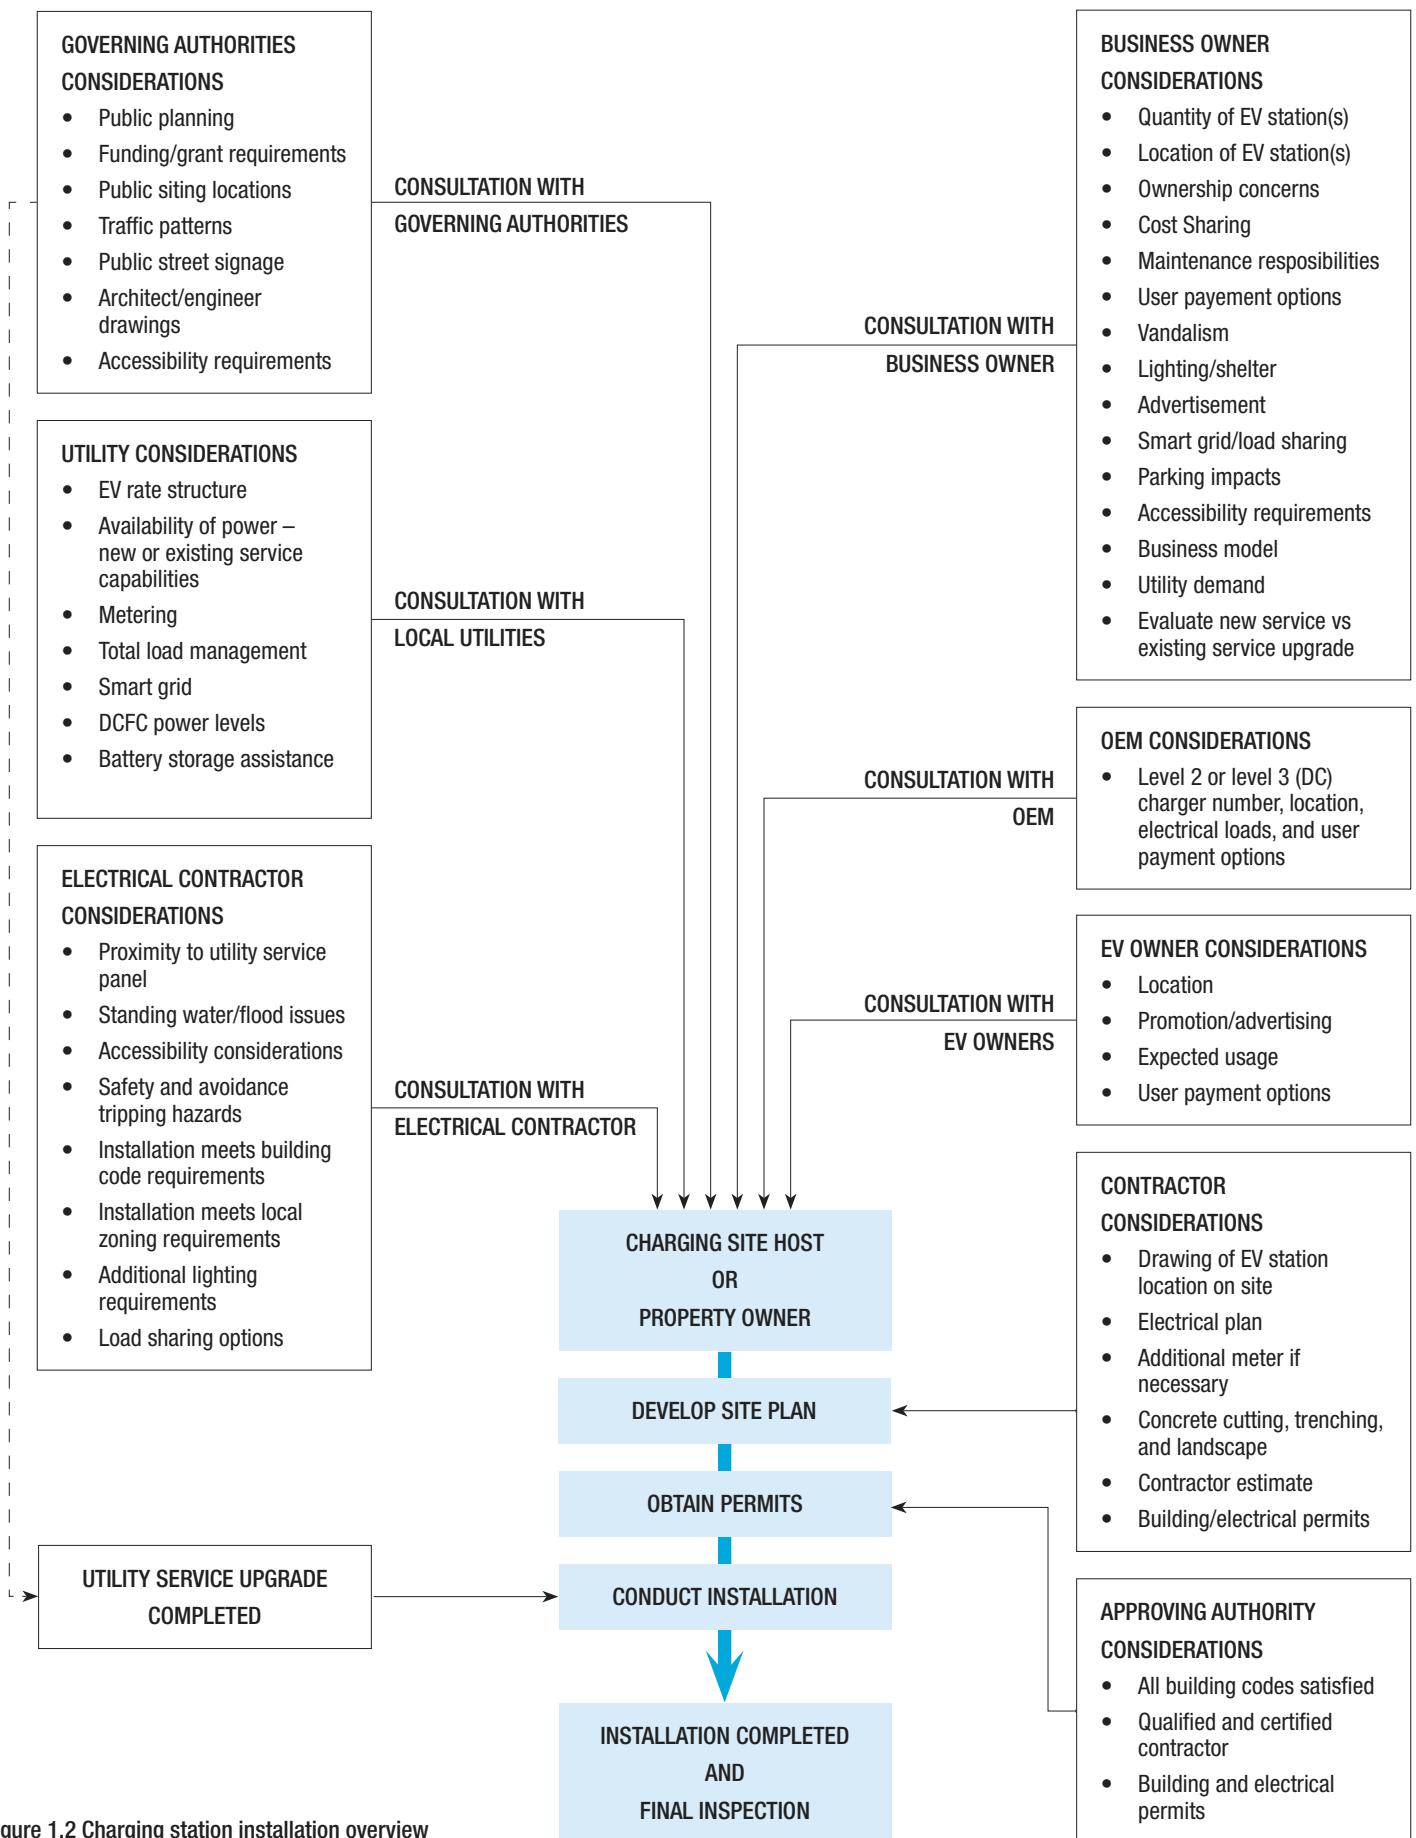 GOVERNING AUTHORITIES
CONSIDERATIONS
• Public planning
• Funding/grant requirements
• Public siting locations
• Traffic patterns
• Public street signage
• Architect/engineer
drawings
• Accessibility requirements
CONSULTATION WITH
GOVERNING AUTHORITIES
UTILITY CONSIDERATIONS
• EV rate structure
• Availability of power –
new or existing service
capabilities
• Metering
• Total load management
• Smart grid
• DCFC power levels
• Battery storage assistance
CONSULTATION WITH
LOCAL UTILITIES
ELECTRICAL CONTRACTOR
CONSIDERATIONS
• Proximity to utility service
panel
• Standing water/flood issues
• Accessibility considerations
• Safety and avoidance
tripping hazards
• Installation meets building
code requirements
• Installation meets local
zoning requirements
• Additional lighting
requirements
• Load sharing options
CONSULTATION WITH
ELECTRICAL CONTRACTOR
BUSINESS OWNER
CONSIDERATIONS
• Quantity of EV station(s)
• Location of EV station(s)
• Ownership concerns
• Cost Sharing
• Maintenance resposibilities
• User payement options
• Vandalism
• Lighting/shelter
• Advertisement
• Smart grid/load sharing
• Parking impacts
• Accessibility requirements
• Business model
• Utility demand
• Evaluate new service vs
existing service upgrade
CONSULTATION WITH
BUSINESS OWNER
OEM CONSIDERATIONS
• Level 2 or level 3 (DC)
charger number, location,
electrical loads, and user
payment options
CONSULTATION WITH
OEM
EV OWNER CONSIDERATIONS
• Location
• Promotion/advertising
• Expected usage
• User payment options
CONSULTATION WITH
EV OWNERS
CONTRACTOR
CONSIDERATIONS
• Drawing of EV station
location on site
• Electrical plan
• Additional meter if
necessary
• Concrete cutting, trenching,
and landscape
• Contractor estimate
• Building/electrical permits
APPROVING AUTHORITY
CONSIDERATIONS
• All building codes satisfied
• Qualified and certified
contractor
• Building and electrical
permits
CHARGING SITE HOST
OR
PROPERTY OWNER
DEVELOP SITE PLAN
OBTAIN PERMITS
UTILITY SERVICE UPGRADE
COMPLETED
CONDUCT INSTALLATION
INSTALLATION COMPLETED
AND
FINAL INSPECTION
gure 1.2 Charging station installation overview